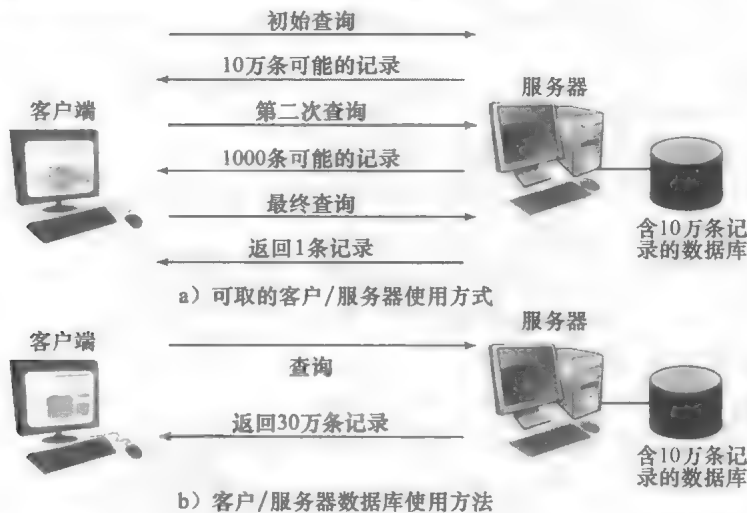 初始查询
10万条可能的记录
服务器
客户端
第二次查询
1000条可能的记录
最终查询
含10万条记
录的数据库
返回1条记录
a）可取的客户/服务器使用方式
服务器
客户端
查询
返回30万条记录
含10万条记
录的数据库
b）客户/服务器数据库使用方法